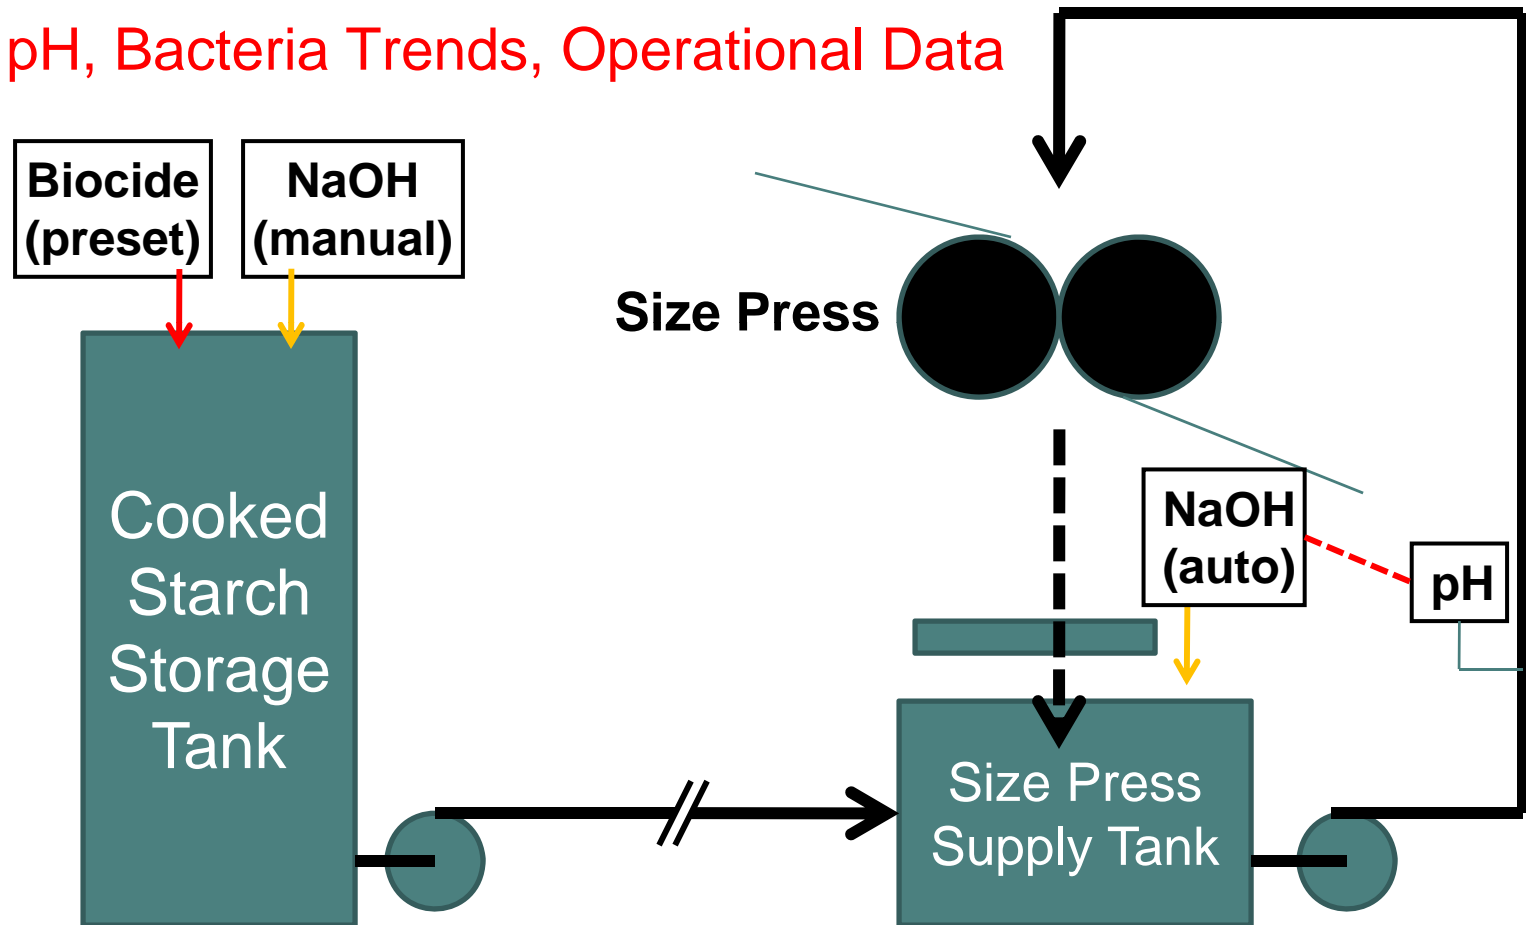 pH, Bacteria Trends, Operational Data
Biocide
(preset)
NaOH
(manual)
Size Press
Cooked
Starch
Storage
Tank
NaOH
(auto)
pH
Size Press
Supply Tank